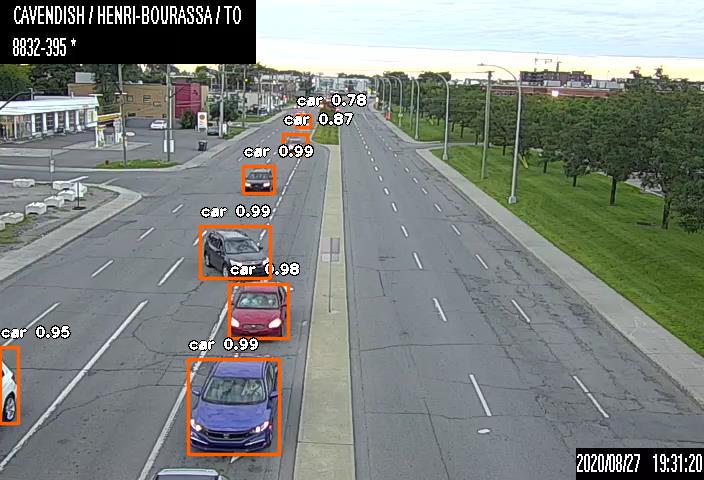 CAVENDISH / HENRI-BOURASSA / TO
8832-395 *
car 0.78
car 0.87
car 0.99
car 0.99
car 0.98
car 0.95
car 0.99
2020/08/27 19:31:20